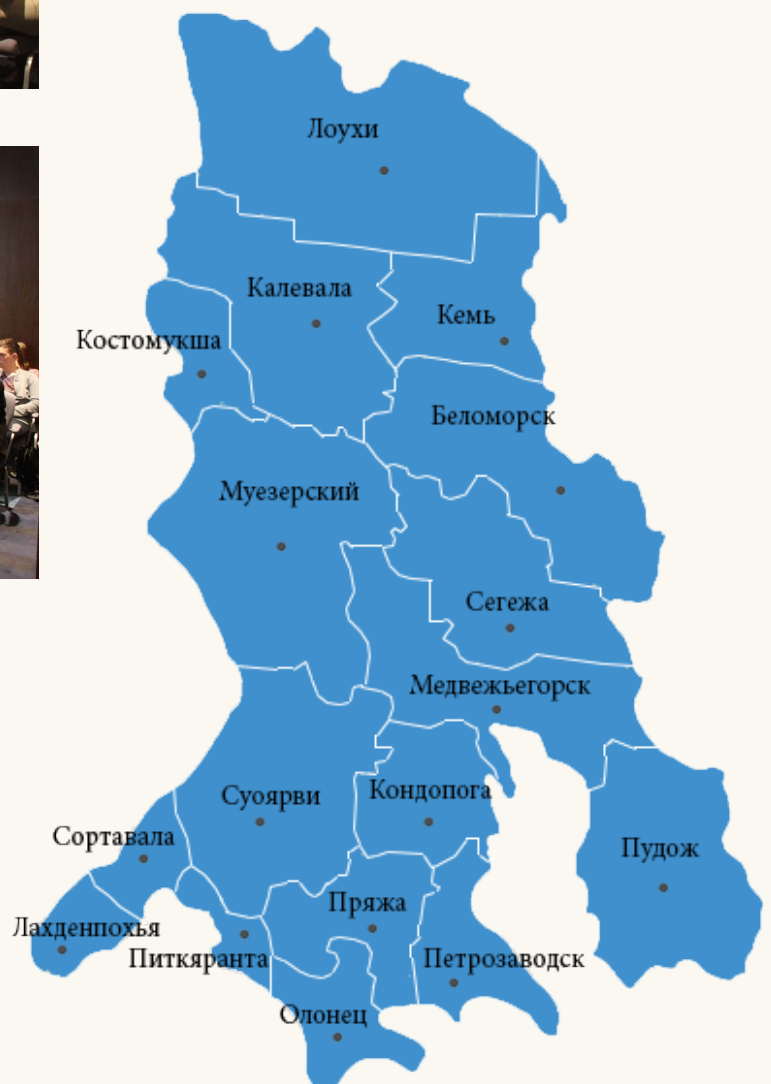 Лоухи
Калевала
Кемь
Костомукша
Беломорск
Муезерский
Сегежа
Медвежьегорск
Суоярви
Кондопога
Сортавала
Пудож
Пряжа
Лахденпохья
Питкяранта
Петрозаводск
Олонец